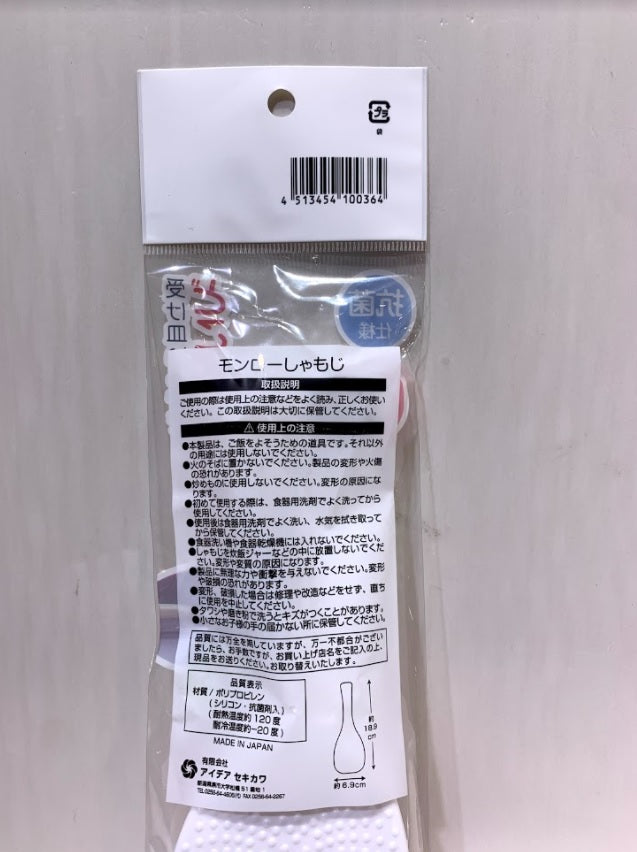 プラ
袋
4 513454 100364
抗菌
仕様
受け皿
モンローしゃもじ
取扱説明
ご使用の際は使用上の注意などをよく読み、正しくお使い
ください。この取扱説明は大切に保管してください。
⚠使用上の注意
●本製品は、ご飯をよそうための道具です。それ以外
の用途には使用しないでください。
●火のそばに置かないでください。製品の変形や火傷
の恐れがあります。
●炒めものに使用しないでください。変形の原因にな
ります。
●初めて使用する際は、食器用洗剤でよく洗ってから
使用してください。
●使用後は食器用洗剤でよく洗い、水気を拭き取って
から保管してください。
●食器洗い機や食器乾燥機には入れないでください。
●しゃもじを炊飯ジャーなどの中に放置しないでくだ
さい。変形や変質の原因になります。
●製品に無理な力や衝撃を与えないでください。変形
や破損の恐れがあります。
●変形、破損した場合は修理や改造などをせず、直ち
に使用を中止してください。
●タワシや磨き粉で洗うとキズがつくことがあります。
●小さなお子様の手の届かない所に保管してください。
品質には万全を期していますが、万一不都合がござい
ましたら、お手数ですが、お買い上げ店名をご記入の上、
現品をお送りください。お取り替えいたします。
品質表示
材質/ポリプロピレン
(シリコン・抗菌剤入)
(耐熱温度約120度
耐冷温度約-20度)
MADE IN JAPAN
約
18.9
cm
約6.9cm
有限会社
アイデア セキカワ